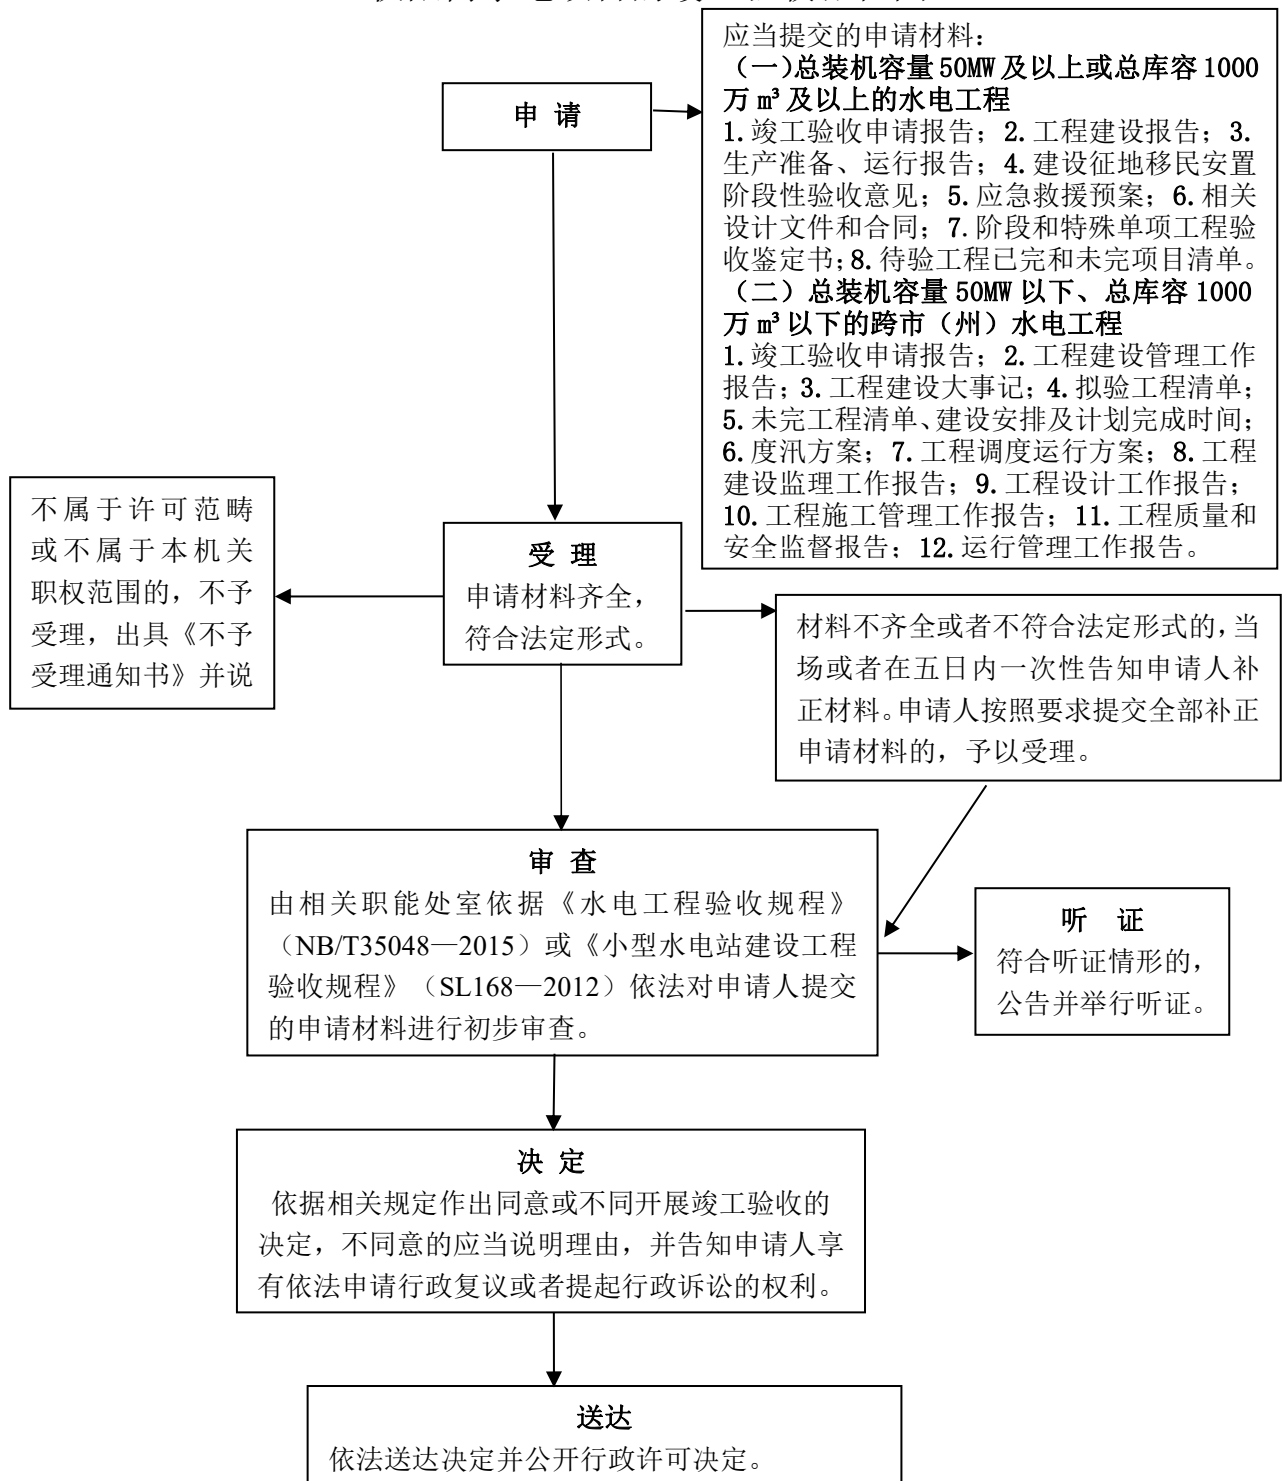 应当提交的申请材料：
（一)总装机容量 50MW 及以上或总库容 1000
万 m³ 及以上的水电工程
1.竣工验收申请报告；2.工程建设报告；3.
生产准备、运行报告；4.建设征地移民安置
阶段性验收意见；5.应急救援预案；6.相关
设计文件和合同；7.阶段和特殊单项工程验
收鉴定书；8.待验工程已完和未完项目清单。
（二）总装机容量 50MW 以下、总库容 1000
万 m³ 以下的跨市（州）水电工程
1.竣工验收申请报告；2.工程建设管理工作
报告；3.工程建设大事记；4.拟验工程清单；
5.未完工程清单、建设安排及计划完成时间；
6.度汛方案；7.工程调度运行方案；8.工程
建设监理工作报告；9.工程设计工作报告；
10.工程施工管理工作报告；11.工程质量和
安全监督报告；12.运行管理工作报告。
申 请
不属于许可范畴
或不属于本机关
职权范围的，不予
受理，出具《不予
受理通知书》并说
受 理
申请材料齐全，
符合法定形式。
材料不齐全或者不符合法定形式的，当
场或者在五日内一次性告知申请人补
正材料。申请人按照要求提交全部补正
申请材料的，予以受理。
审 查
由相关职能处室依据《水电工程验收规程》
（NB/T35048—2015）或《小型水电站建设工程
验收规程》（SL168—2012）依法对申请人提交
的申请材料进行初步审查。
听 证
符合听证情形的，
公告并举行听证。
决 定
依据相关规定作出同意或不同开展竣工验收的
决定，不同意的应当说明理由，并告知申请人享
有依法申请行政复议或者提起行政诉讼的权利。
送达
依法送达决定并公开行政许可决定。